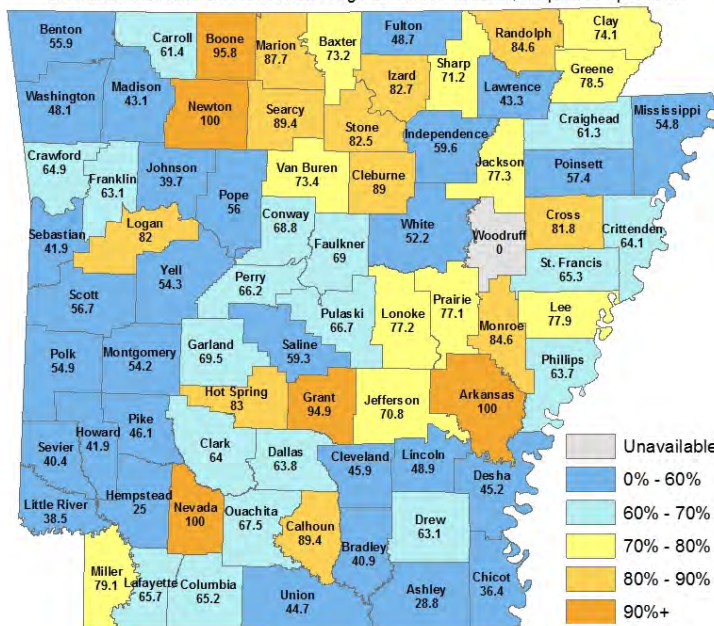 Benton
55.9
Carroll
61.4
Boone
95.8
Marion
87.7
Baxter
73.2
Fulton
48.7
Randolph
84.6
Clay
74.1
Washington
48.1
Madison
43.1
Newton
100
Searcy
89.4
Izard
82.7
Sharp
71.2
Lawrence
43.3
Greene
78.5
Stone
82.5
Independence
59.6
Craighead
61.3
Mississippi
54.8
Crawford
64.9
Franklin
63.1
Johnson
39.7
Pope
56
Van Buren
73.4
Cleburne
89
Jackson
77.3
Poinsett
57.4
Sebastian
41.9
Logan
82
Conway
68.8
Faulkner
69
White
52.2
Woodruff
0
Cross
81.8
Crittenden
64.1
Scott
56.7
Yell
54.3
Perry
66.2
St. Francis
65.3
Pulaski
66.7
Lonoke
77.2
Prairie
77.1
Monroe
84.6
Lee
77.9
Polk
54.9
Montgomery
54.2
Garland
69.5
Saline
59.3
Phillips
63.7
Hot Spring
83
Grant
94.9
Jefferson
70.8
Arkansas
100
Sevier
40.4
Howard
41.9
Pike
46.1
Clark
64
Dallas
63.8
Cleveland
45.9
Lincoln
48.9
Desha
45.2
Little River
38.5
Hempstead
25
Nevada
100
Ouachita
67.5
Calhoun
89.4
Bradley
40.9
Drew
63.1
Miller
79.1
Lafayette
65.7
Columbia
65.2
Union
44.7
Ashley
28.8
Chicot
36.4
Unavailable
0% - 60%
60% - 70%
70% - 80%
80% - 90%
90%+